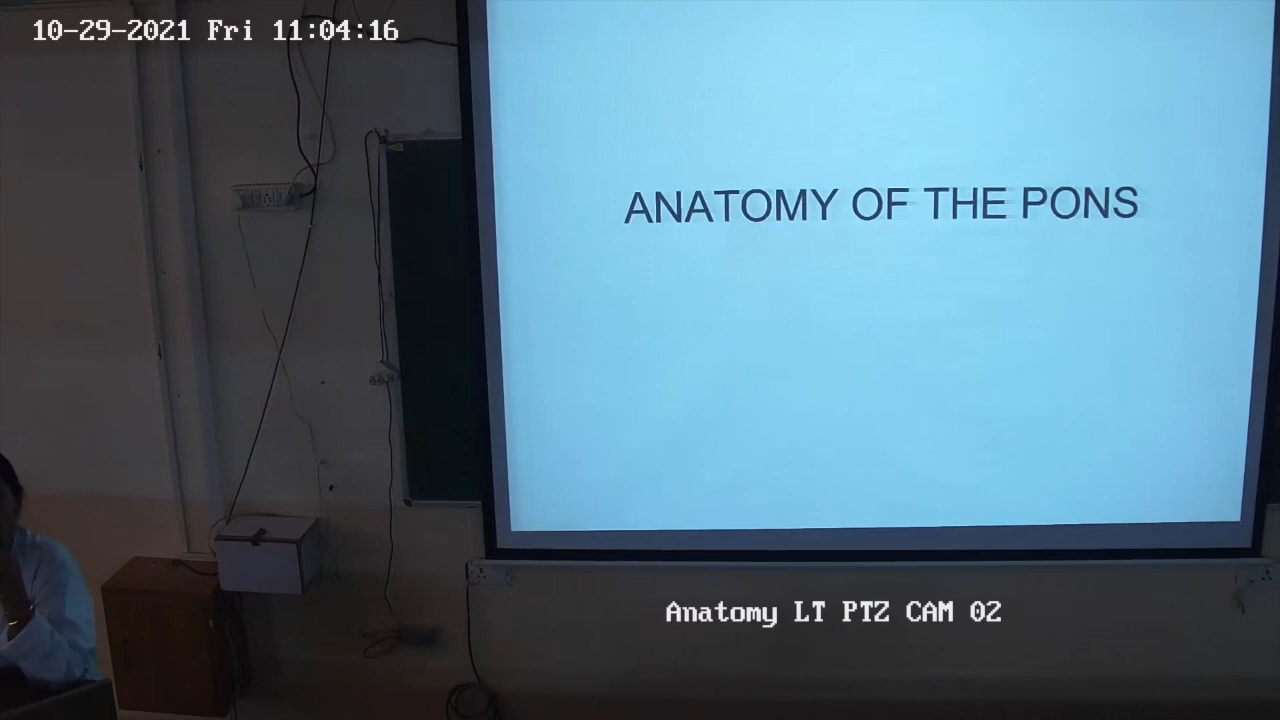 10-29-2021 Fri 11:04:16
ANATOMY OF THE PONS
Anatomy LT PTZ CAM 02